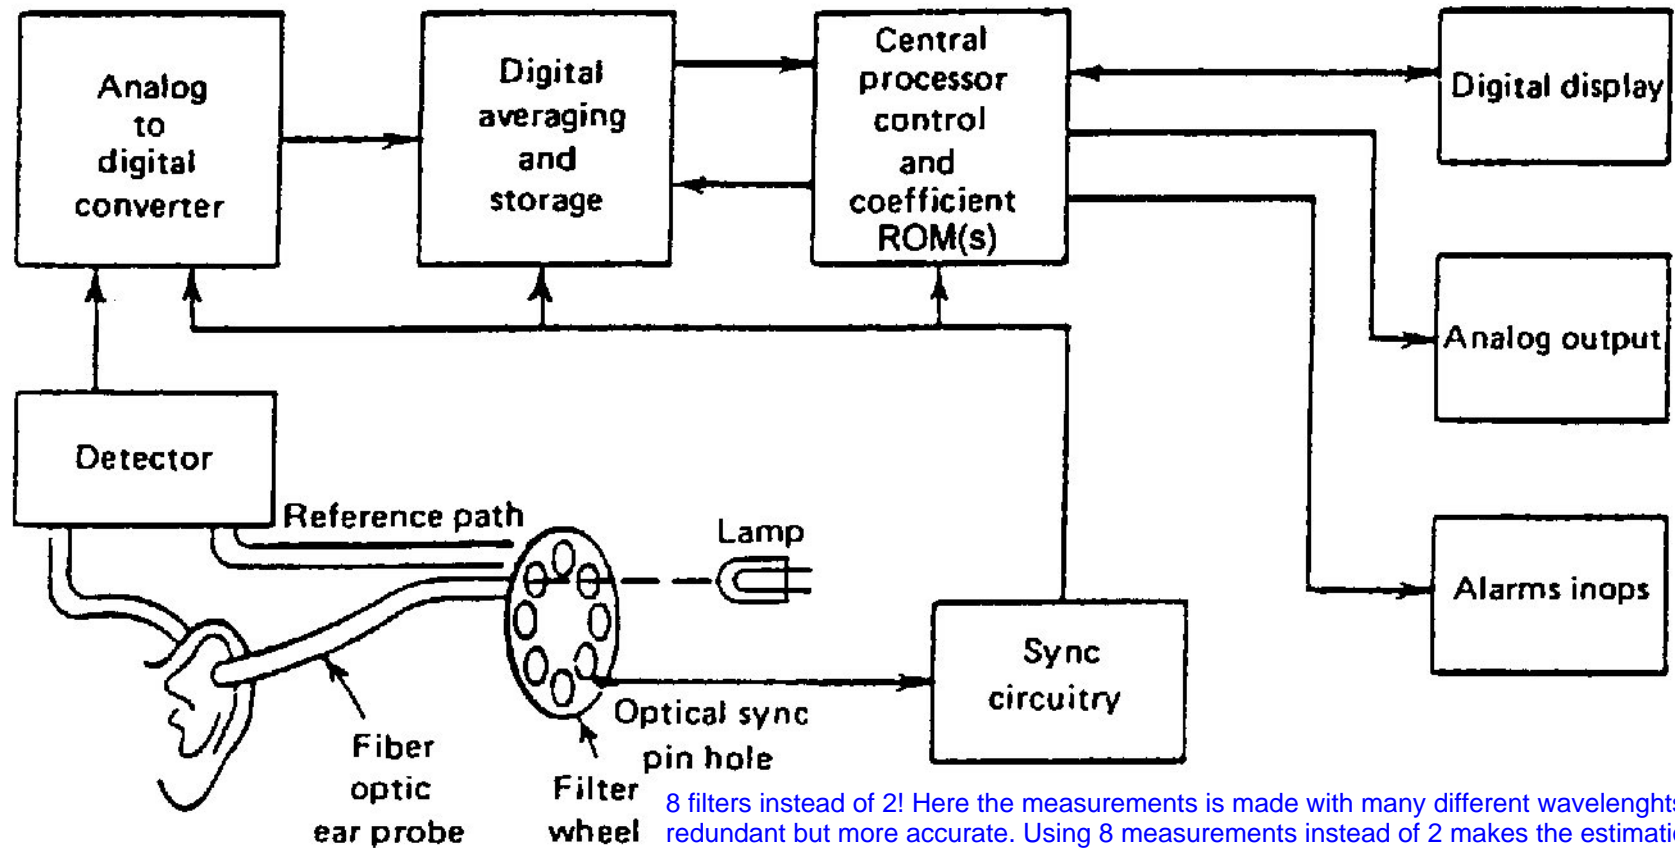 Analog
to
digital
converter
Digital
averaging
and
storage
Central
processor
control
and
coefficient
ROM(s)
Digital display
Analog output
Alarms inops
Detector
Reference path
Lamp
Sync
circuitry
Optical sync
pin hole
Fiber
optic
ear probe
Filter
wheel
8 filters instead of 2! Here the measurements is made with many different wavelenghts
redundant but more accurate. Using 8 measurements instead of 2 makes the